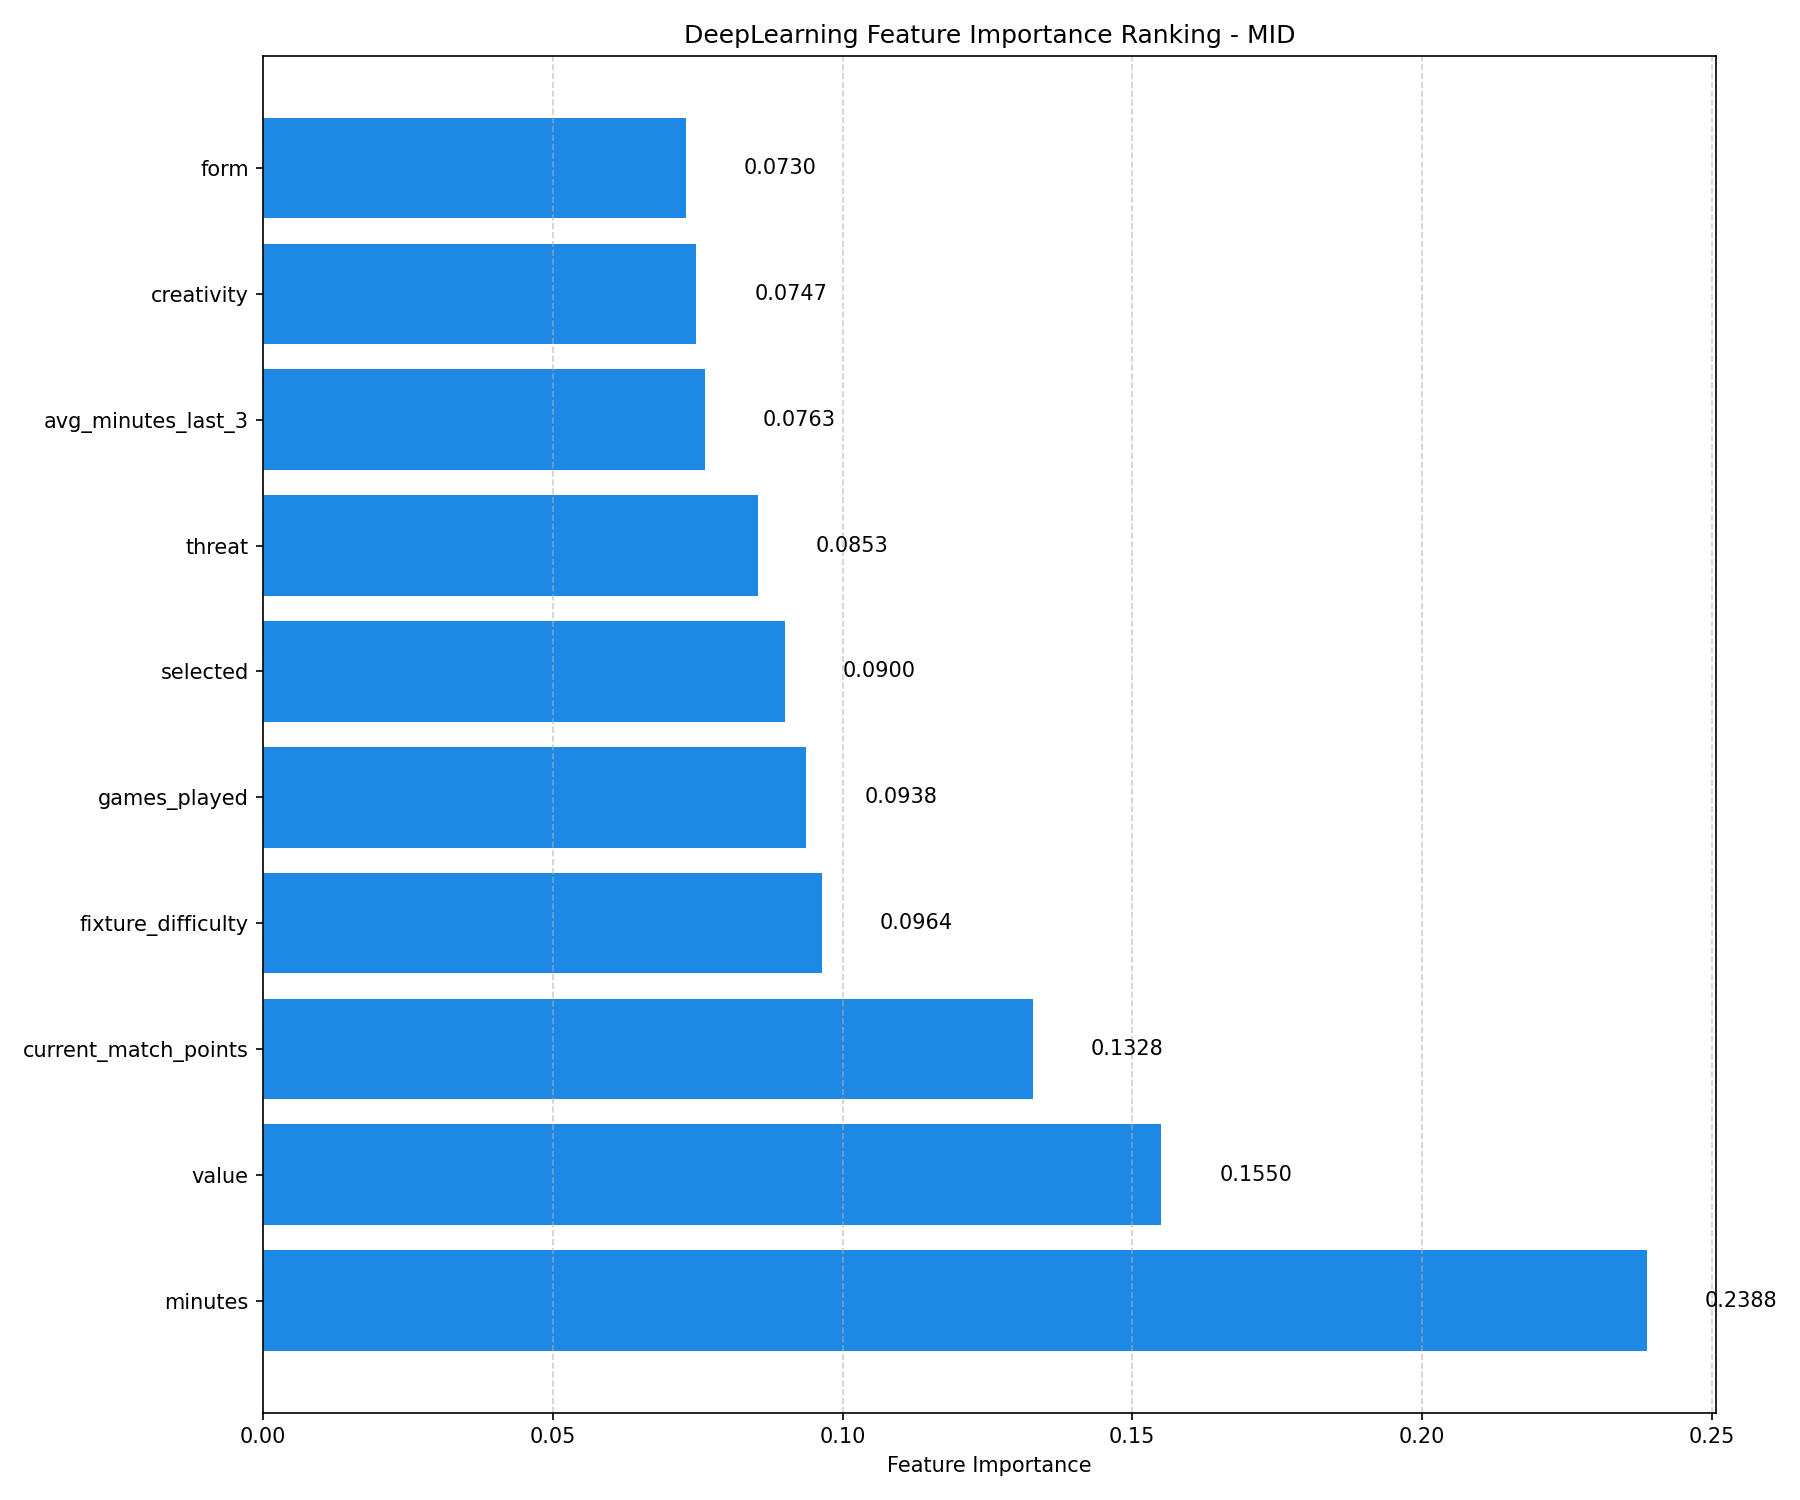 DeepLearning Feature Importance Ranking - MID
form 0.0730
creativity 0.0747
avg_minutes_last_3 0.0763
threat 0.0853
selected 0.0900
games_played 0.0938
fixture_difficulty 0.0964
current_match_points 0.1328
value 0.1550
minutes 0.2388
0.00 0.05 0.10 0.15 0.20 0.25
Feature Importance